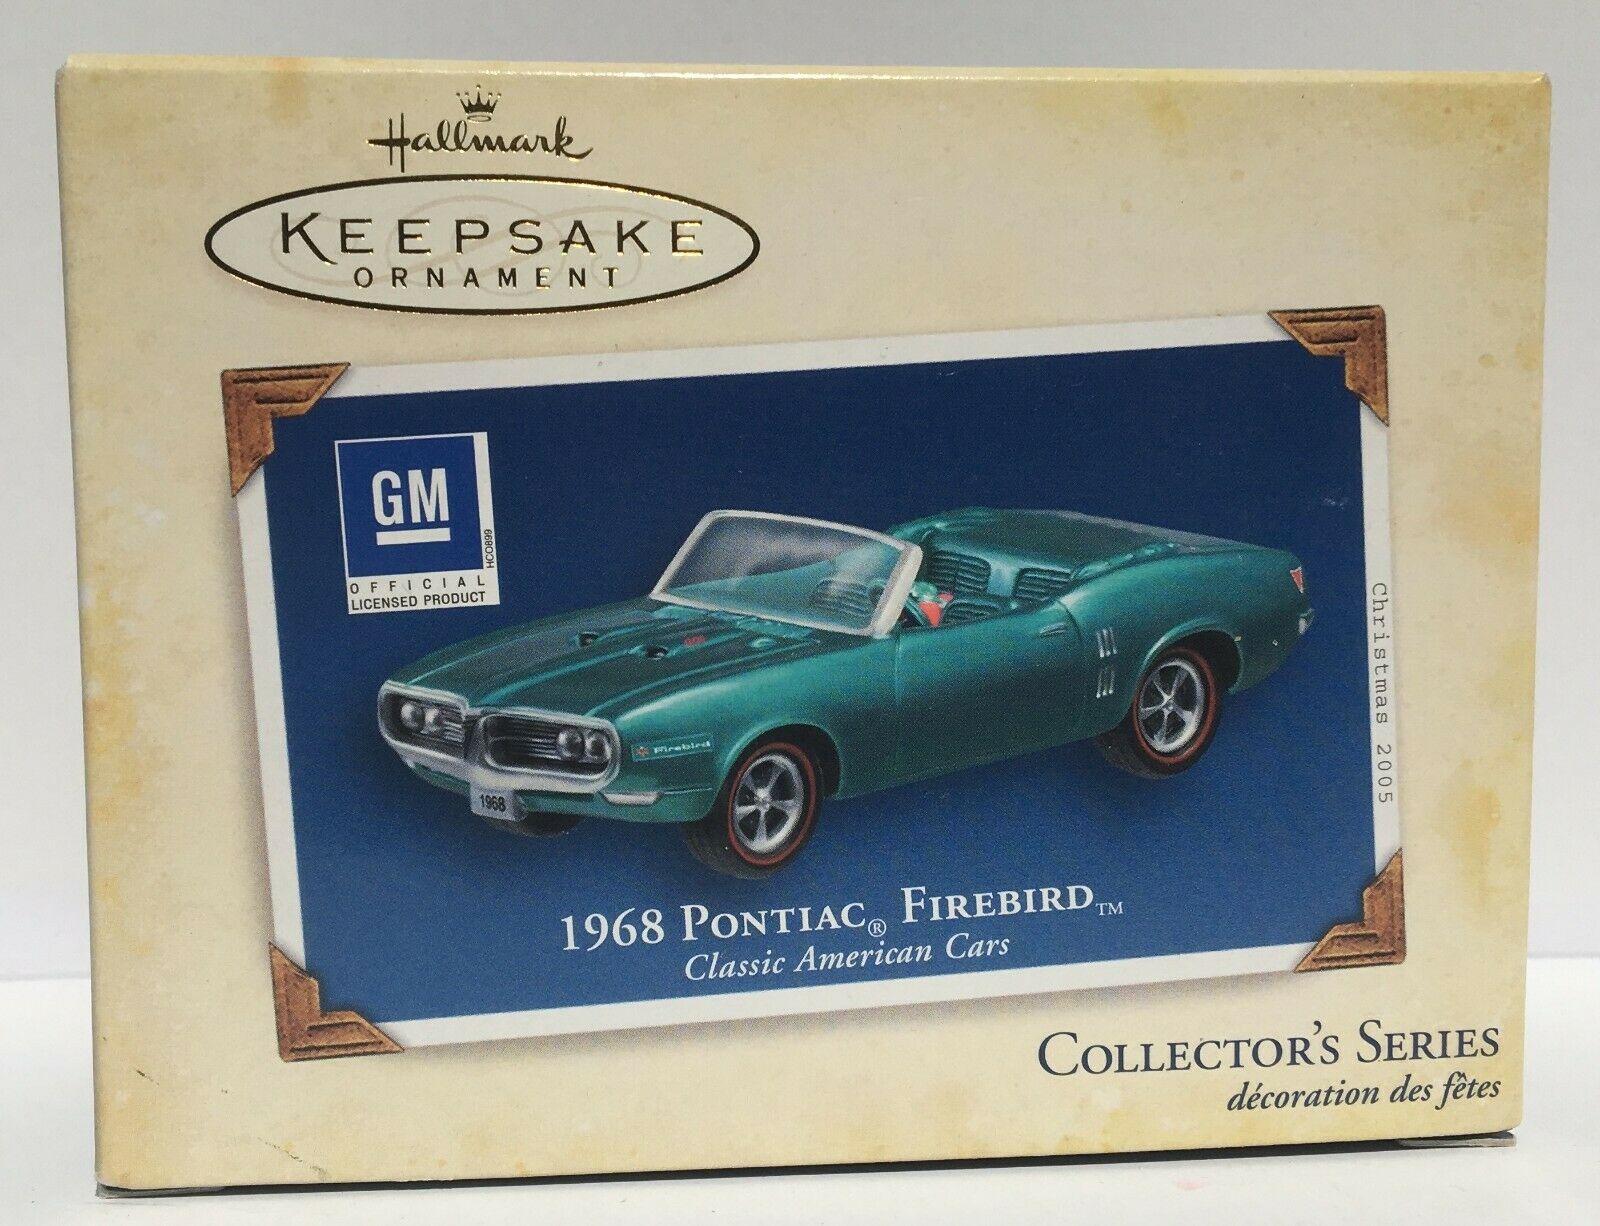 Hallmark
KEEPSAKE
ORNAMENT
GM
HCO899
OFFICIAL
LICENSED PRODUCT
Firebird
1968
Christmas 2005
1968 PONTIAC® FIREBIRD™
Classic American Cars
COLLECTOR'S SERIES
décoration des fêtes